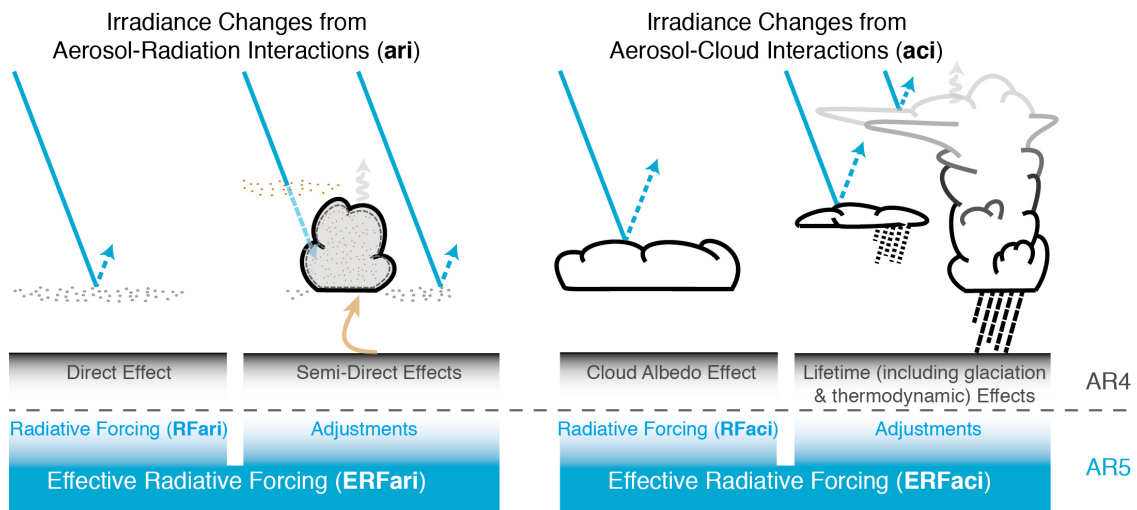 Irradiance Changes from
Aerosol-Radiation Interactions (ari)
Irradiance Changes from
Aerosol-Cloud Interactions (aci)
Direct Effect
Semi-Direct Effects
Cloud Albedo Effect
Lifetime (including glaciation
& thermodynamic) Effects
AR4
Radiative Forcing (RFari)
Adjustments
Radiative Forcing (RFaci)
Adjustments
AR5
Effective Radiative Forcing (ERFari)
Effective Radiative Forcing (ERFaci)